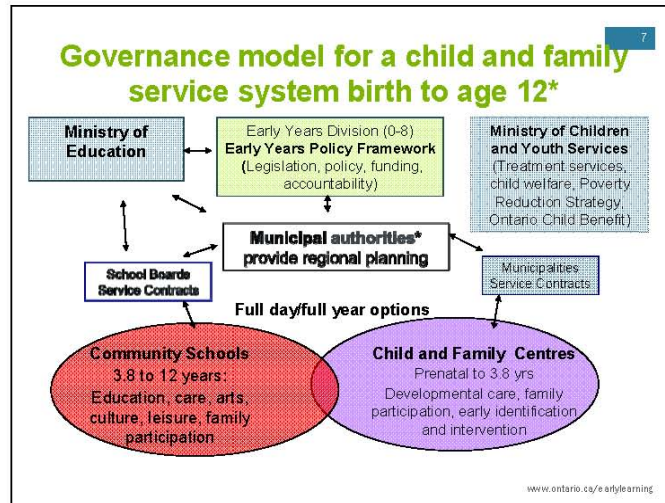 7
Governance model for a child and family
service system birth to age 12*
Ministry of
Education
Early Years Division (0-8)
Early Years Policy Framework
(Legislation, policy, funding,
accountability)
Ministry of Children
and Youth Services
(Treatment services,
child welfare, Poverty
Reduction Strategy,
Ontario Child Benefit)
Municipal authorities*
provide regional planning
School Boards
Service Contracts
Municipalities
Service Contracts
Full day/full year options
Community Schools
3.8 to 12 years:
Education, care, arts,
culture, leisure, family
participation
Child and Family Centres
Prenatal to 3.8 yrs
Developmental care, family
participation, early identification
and intervention
www.ontario.ca/earlylearning